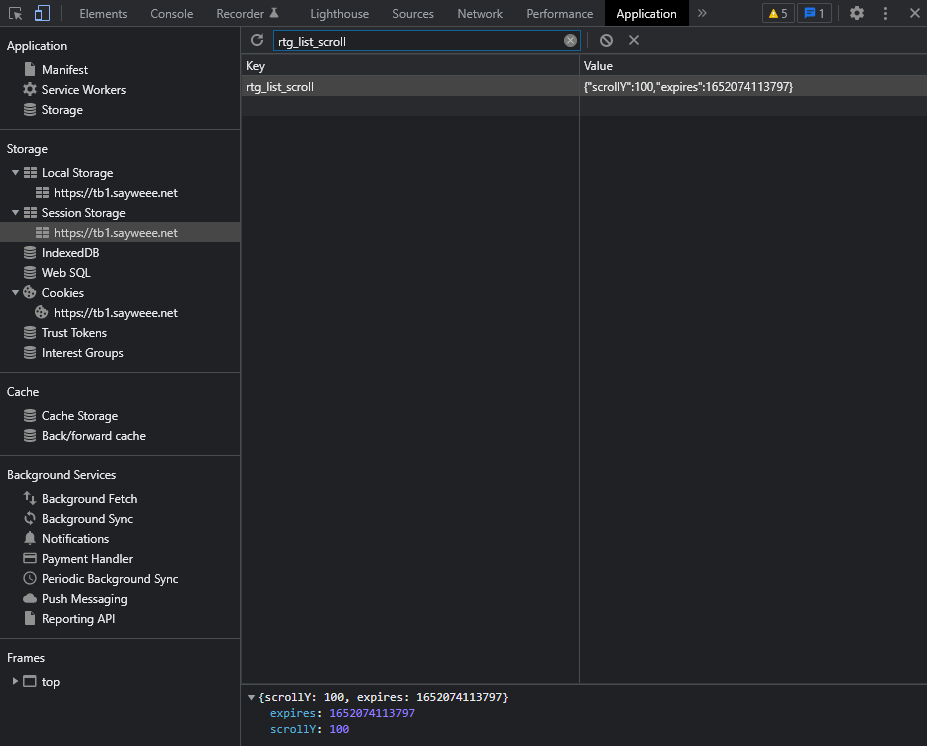 Elements Console Recorder Lighthouse Sources Network Performance Application » 5 1
Application
Manifest
Service Workers
Storage
Storage
Local Storage
https://tb1.sayweee.net
Session Storage
https://tb1.sayweee.net
IndexedDB
Web SQL
Cookies
https://tb1.sayweee.net
Trust Tokens
Interest Groups
Cache
Cache Storage
Back/forward cache
Background Services
Background Fetch
Background Sync
Notifications
Payment Handler
Periodic Background Sync
Push Messaging
Reporting API
Frames
top
rtg_list_scroll
Key Value
rtg_list_scroll {"scrollY":100,"expires":1652074113797}
{scrollY: 100, expires: 1652074113797}
expires: 1652074113797
scrollY: 100